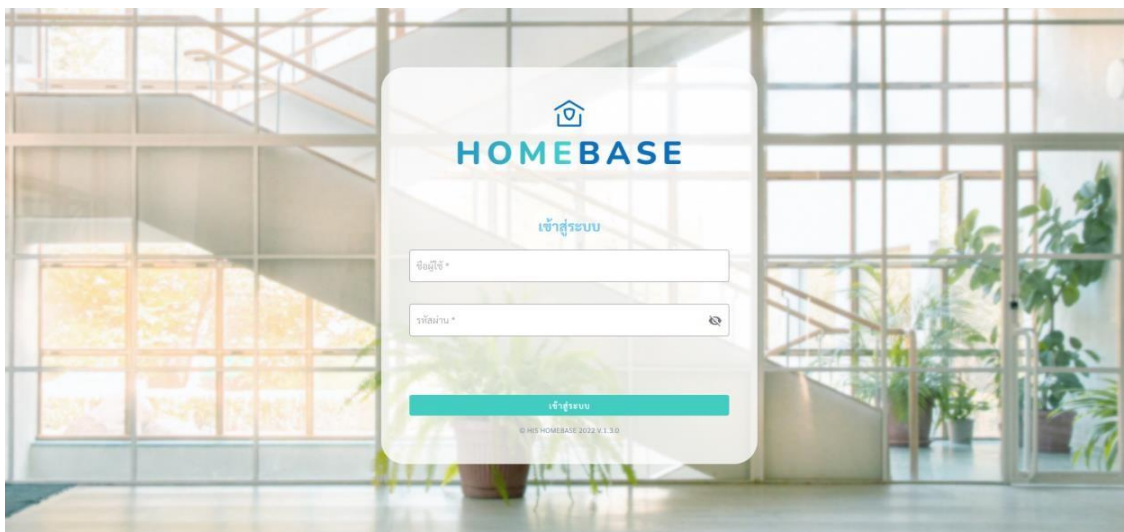 HOMEBASE
เข้าสู่ระบบ
ชื่อผู้ใช้ *
รหัสผ่าน *
เข้าสู่ระบบ
© HIS HOMEBASE 2022 V.1.3.0